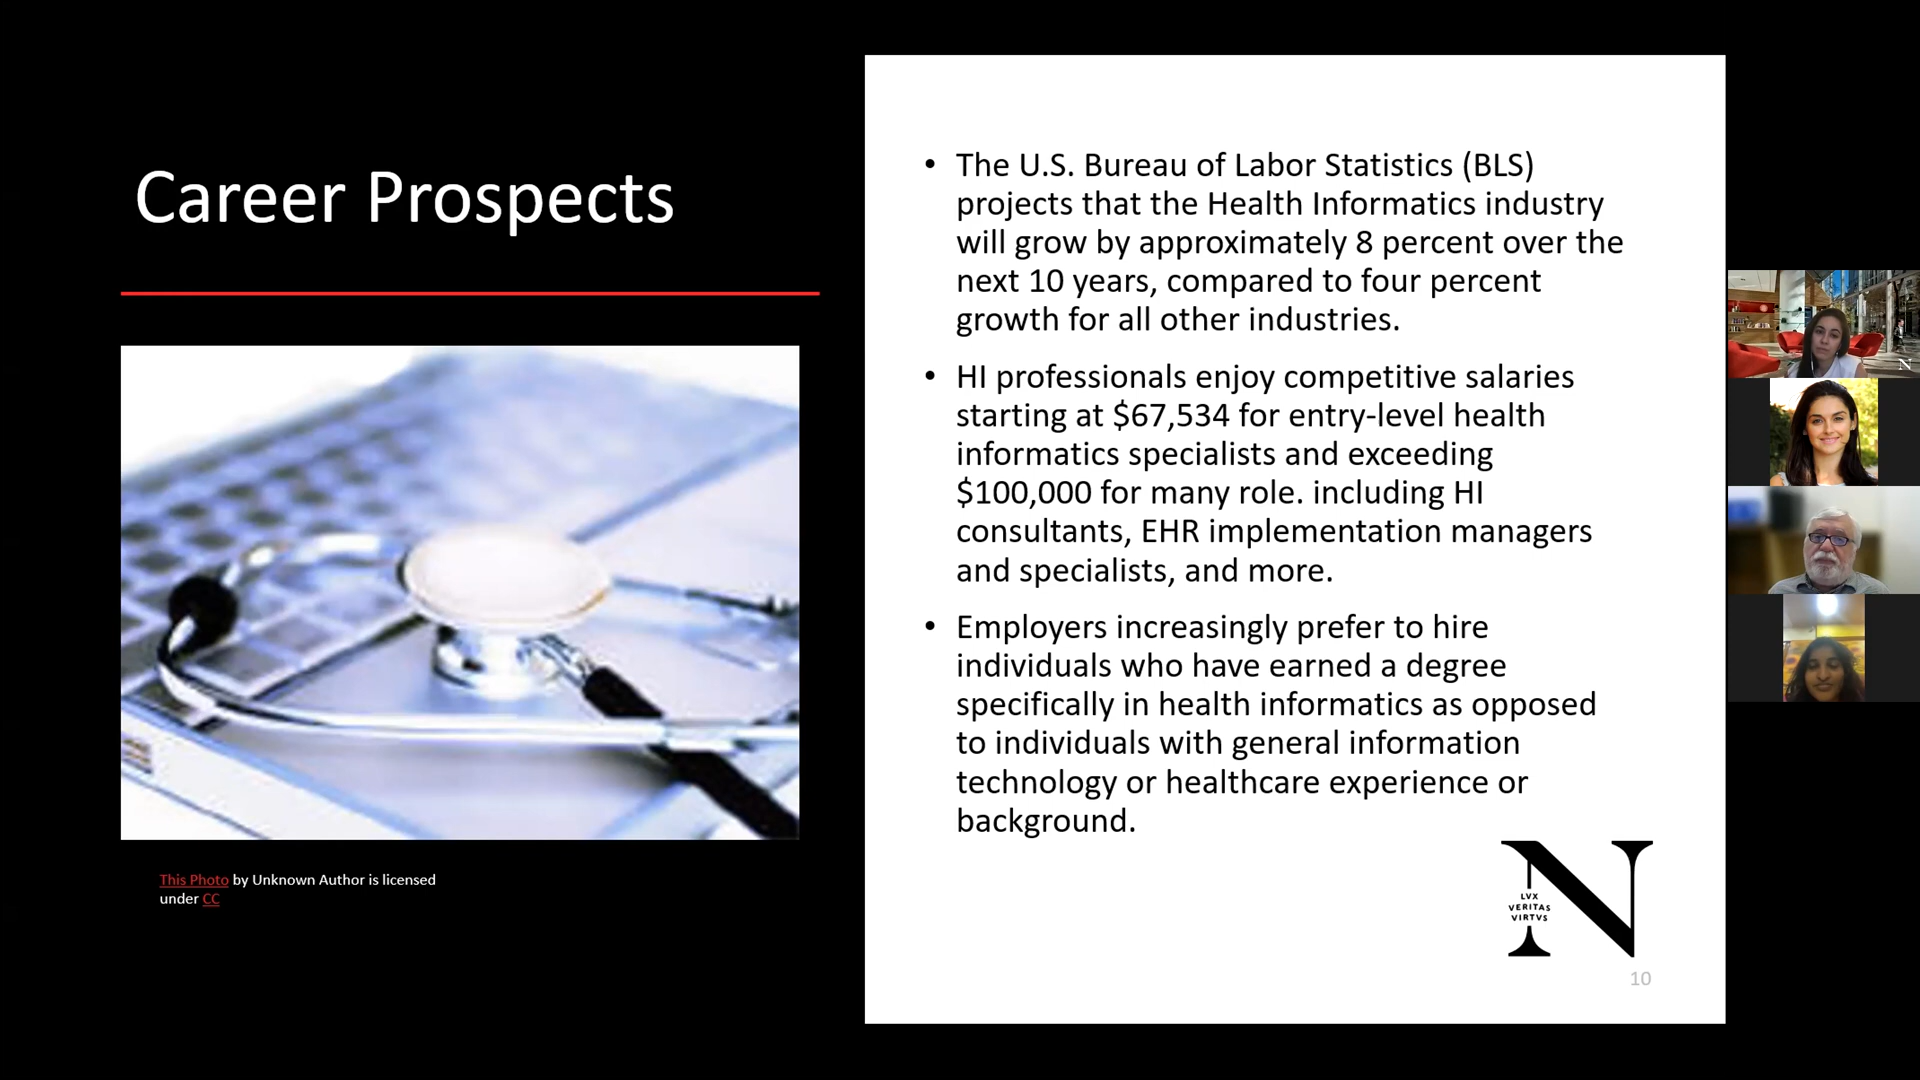 Career Prospects
• The U.S. Bureau of Labor Statistics (BLS)
projects that the Health Informatics industry
will grow by approximately 8 percent over the
next 10 years, compared to four percent
growth for all other industries.
• HI professionals enjoy competitive salaries
starting at $67,534 for entry-level health
informatics specialists and exceeding
$100,000 for many role. including HI
consultants, EHR implementation managers
and specialists, and more.
• Employers increasingly prefer to hire
individuals who have earned a degree
specifically in health informatics as opposed
to individuals with general information
technology or healthcare experience or
background.
This Photo by Unknown Author is licensed
under CC
N
LVX
VERITAS
VIRTVS
10
N